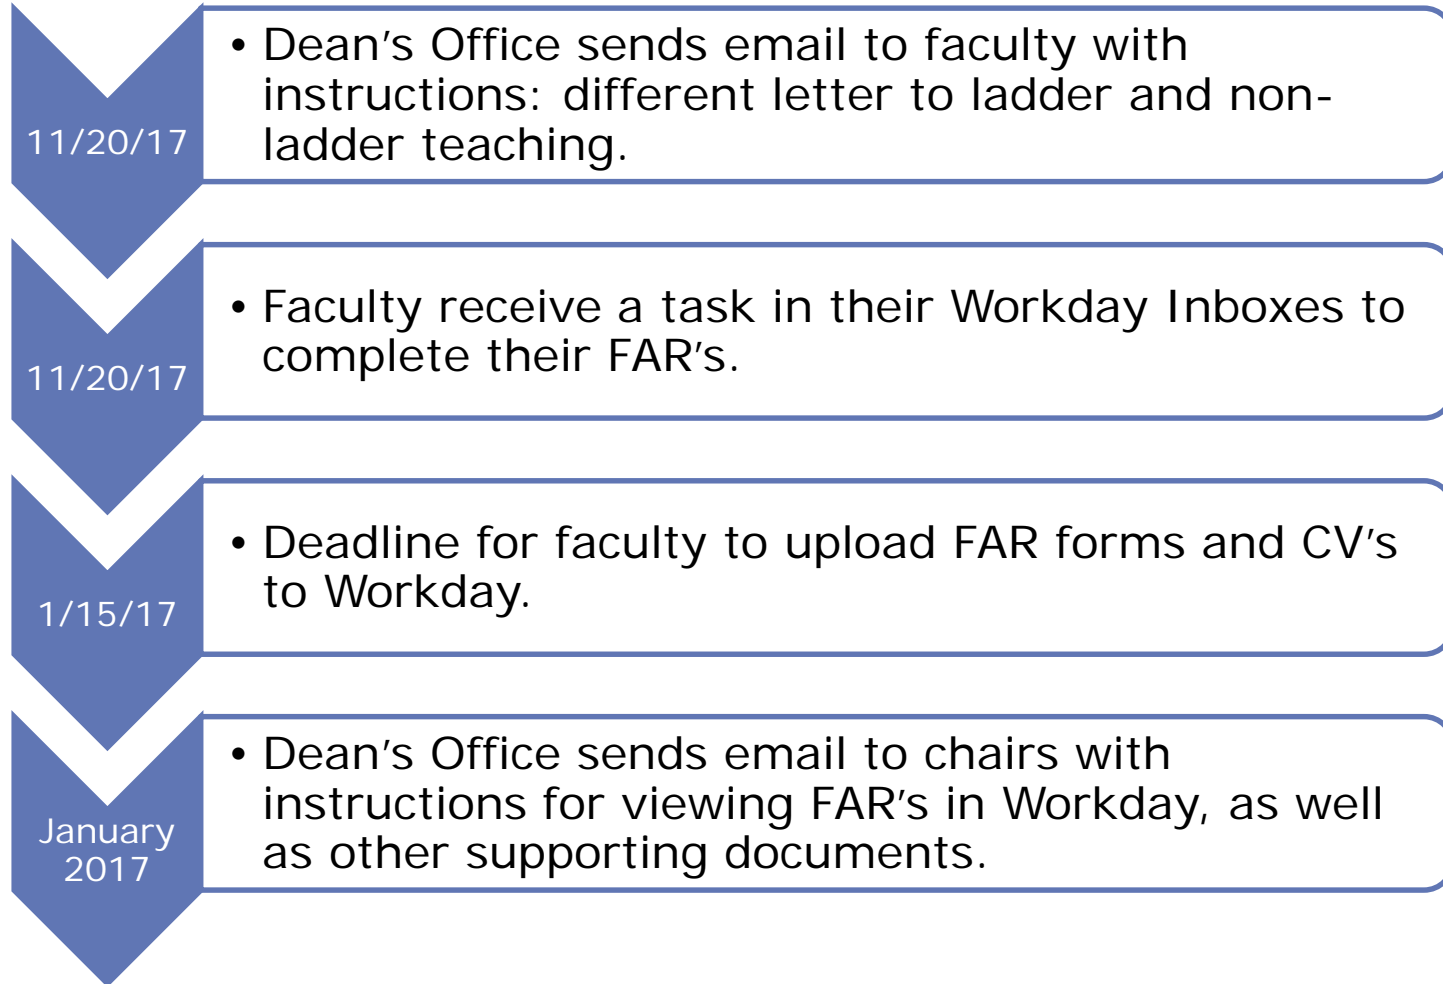 11/20/17
• Dean's Office sends email to faculty with
instructions: different letter to ladder and non-
ladder teaching.
11/20/17
• Faculty receive a task in their Workday Inboxes to
complete their FAR's.
1/15/17
• Deadline for faculty to upload FAR forms and CV's
to Workday.
January
2017
• Dean's Office sends email to chairs with
instructions for viewing FAR's in Workday, as well
as other supporting documents.